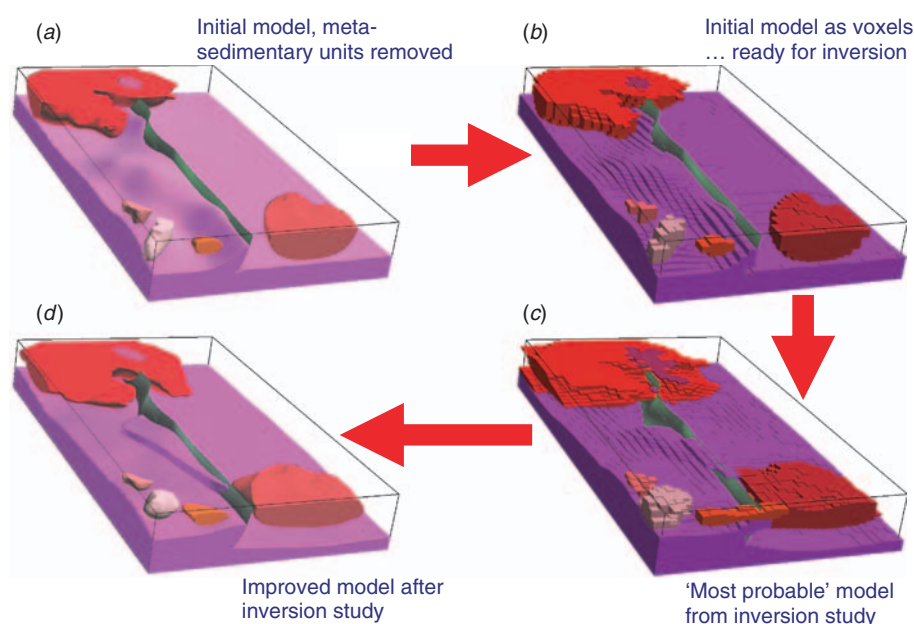 (a)
Initial model, meta-
sedimentary units removed
(b)
Initial model as voxels
… ready for inversion
(d)
Improved model after
inversion study
(c)
'Most probable' model
from inversion study